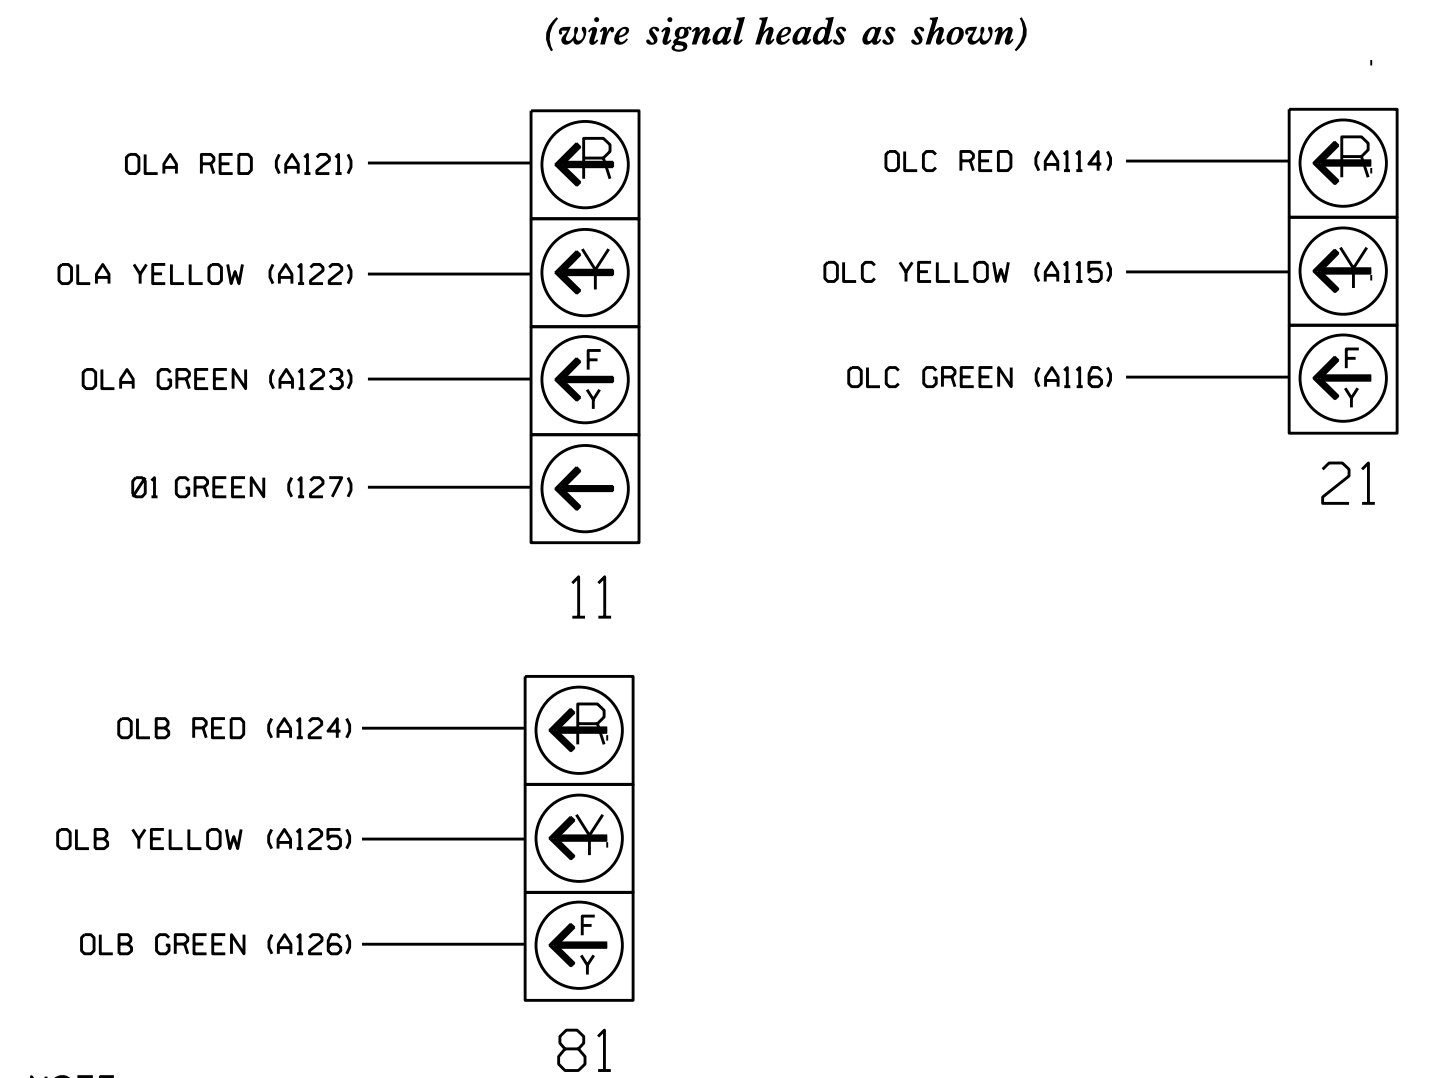 (wire signal heads as shown)
OLA RED (A121)
R
OLA YELLOW (A122)
Y
OLA GREEN (A123)
F
Y
Ø1 GREEN (127)
11
OLC RED (A114)
R
OLC YELLOW (A115)
Y
OLC GREEN (A116)
F
Y
21
OLB RED (A124)
R
OLB YELLOW (A125)
Y
OLB GREEN (A126)
F
Y
81